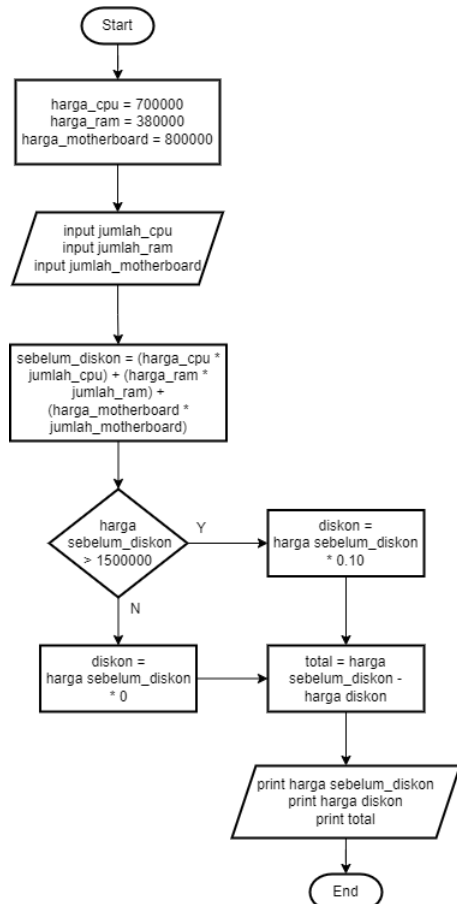 Start
harga_cpu = 700000
harga_ram = 380000
harga_motherboard = 800000
input jumlah_cpu
input jumlah_ram
input jumlah_motherboard
sebelum_diskon = (harga_cpu *
jumlah_cpu) + (harga_ram *
jumlah_ram) +
(harga_motherboard *
jumlah_motherboard)
harga
sebelum_diskon
> 1500000
Y
diskon =
harga sebelum_diskon
* 0.10
N
diskon =
harga sebelum_diskon
* 0
total = harga
sebelum_diskon -
harga diskon
print harga sebelum_diskon
print harga diskon
print total
End